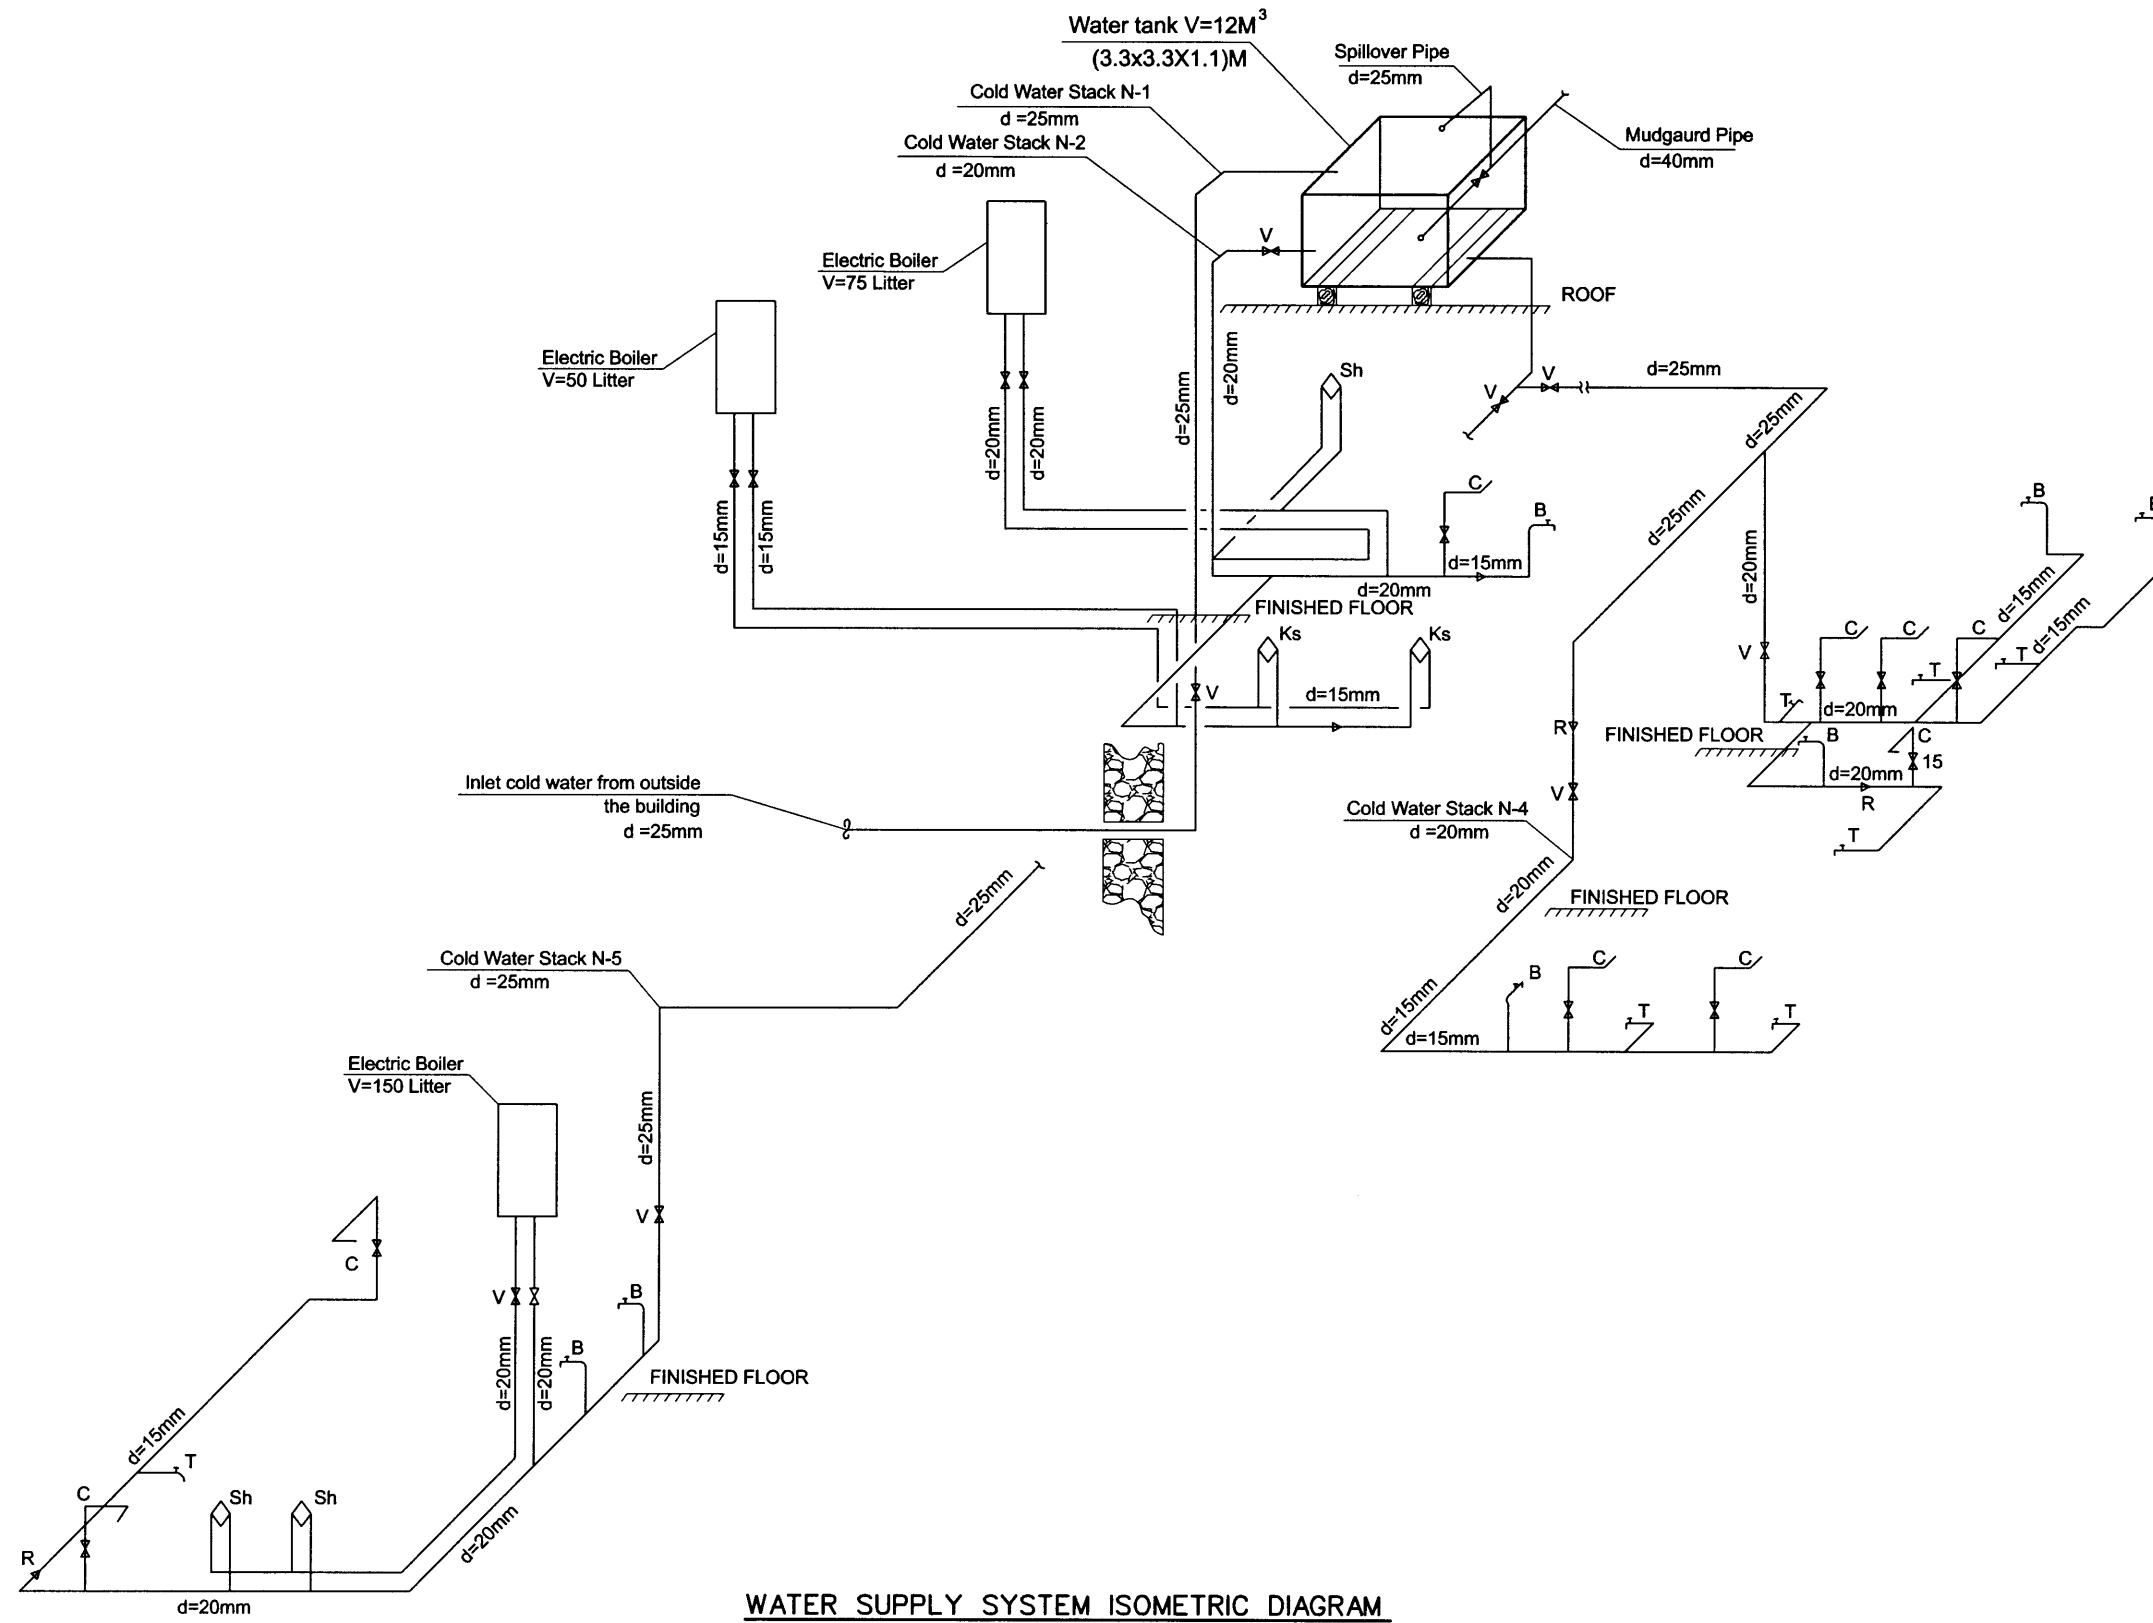 Water tank V=12M³
(3.3x3.3X1.1)M
Spillover Pipe
d=25mm
Cold Water Stack N-1
d =25mm
Cold Water Stack N-2
d =20mm
Mudgaurd Pipe
d=40mm
V
Electric Boiler
V=75 Litter
ROOF
Electric Boiler
V=50 Litter
d=20mm
d=25mm
Sh
V
V
d=25mm
d=25mm
d=20mm
d=20mm
d=15mm
d=15mm
C
B
d=15mm
d=20mm
d=25mm
d=20mm
B
d=15mm
d=15mm
FINISHED FLOOR
Ks
Ks
V
d=15mm
V
C
C
C
T
T
T
d=20mm
R
FINISHED FLOOR
B
C
15
d=20mm
R
T
Inlet cold water from outside
the building
d =25mm
V
Cold Water Stack N-4
d =20mm
d=20mm
FINISHED FLOOR
d=25mm
Cold Water Stack N-5
d =25mm
B
C
C
T
T
d=15mm
d=15mm
Electric Boiler
V=150 Litter
d=25mm
V
C
V
B
B
d=20mm
d=20mm
FINISHED FLOOR
d=15mm
T
C
Sh
Sh
R
d=20mm
d=20mm
WATER SUPPLY SYSTEM ISOMETRIC DIAGRAM